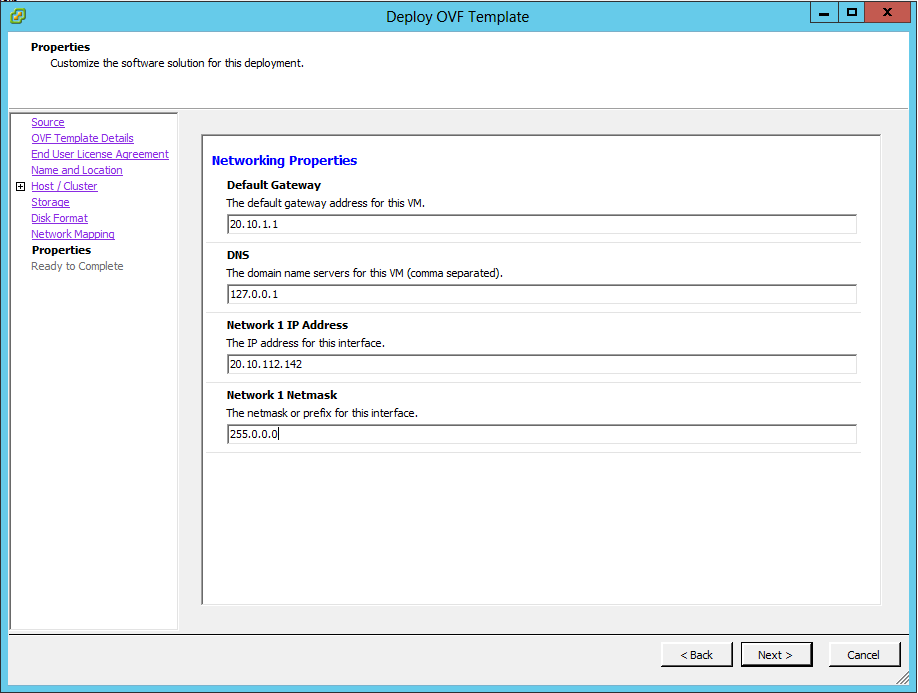 Deploy OVF Template
Properties
Customize the software solution for this deployment.
Source
OVF Template Details
End User License Agreement
Name and Location
Host / Cluster
Storage
Disk Format
Network Mapping
Properties
Ready to Complete
Networking Properties
Default Gateway
The default gateway address for this VM.
20.10.1.1
DNS
The domain name servers for this VM (comma separated).
127.0.0.1
Network 1 IP Address
The IP address for this interface.
20.10.112.142
Network 1 Netmask
The netmask or prefix for this interface.
255.0.0.0
< Back
Next >
Cancel